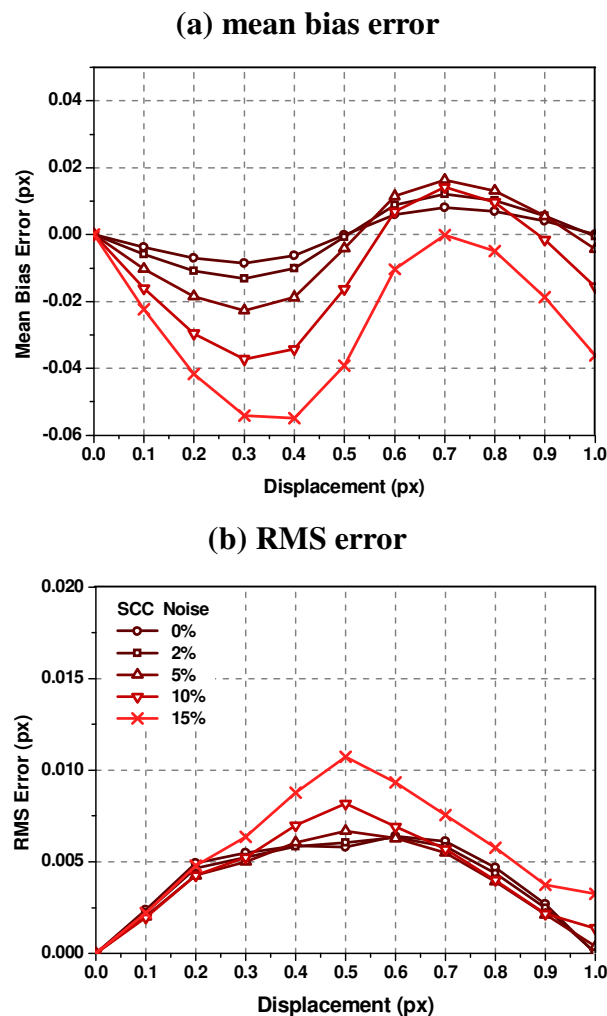 (a) mean bias error
0.04
0.02
0.00
-0.02
-0.04
-0.06
Mean Bias Error (px)
0.0 0.1 0.2 0.3 0.4 0.5 0.6 0.7 0.8 0.9 1.0
Displacement (px)
(b) RMS error
0.020
0.015
0.010
0.005
0.000
RMS Error (px)
SCC Noise
0%
2%
5%
10%
15%
0.0 0.1 0.2 0.3 0.4 0.5 0.6 0.7 0.8 0.9 1.0
Displacement (px)